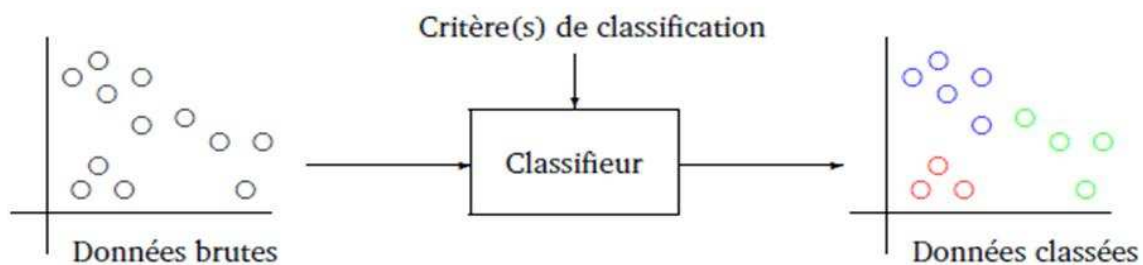 Critère(s) de classification
Classifieur
Données brutes
Données classées